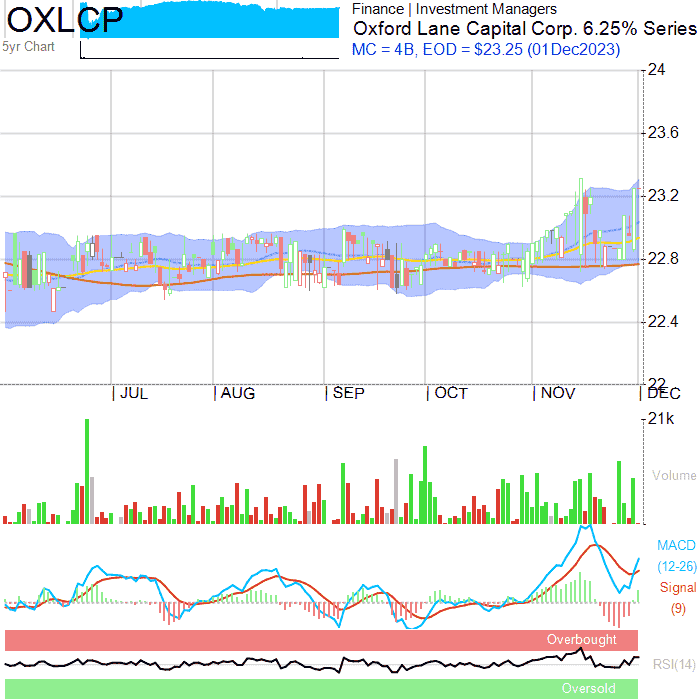 OXLCP
5yr Chart
Finance | Investment Managers
Oxford Lane Capital Corp. 6.25% Series
MC = 4B, EOD = $23.25 (01Dec2023)
24
23.6
23.2
22.8
22.4
22
JUL
AUG
SEP
OCT
NOV
DEC
21k
Volume
MACD
(12-26)
Signal
(9)
Overbought
RSI(14)
Oversold